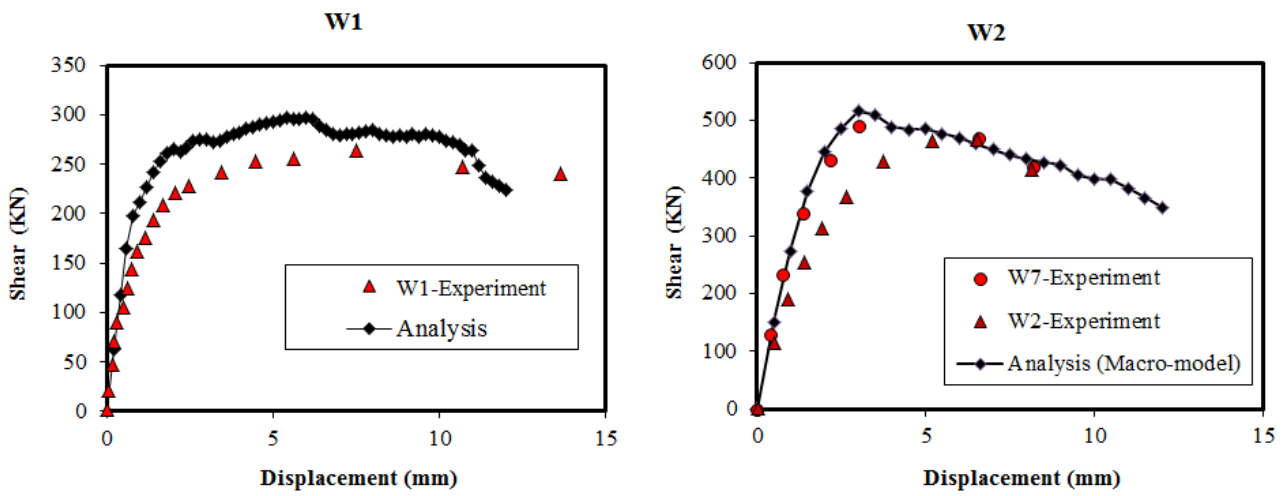 W1
350
300
250
200
150
100
50
0
Shear (KN)
W1-Experiment
Analysis
0 5 10 15
Displacement (mm)
W2
600
500
400
300
200
100
0
Shear (KN)
W7-Experiment
W2-Experiment
Analysis (Macro-model)
0 5 10 15
Displacement (mm)